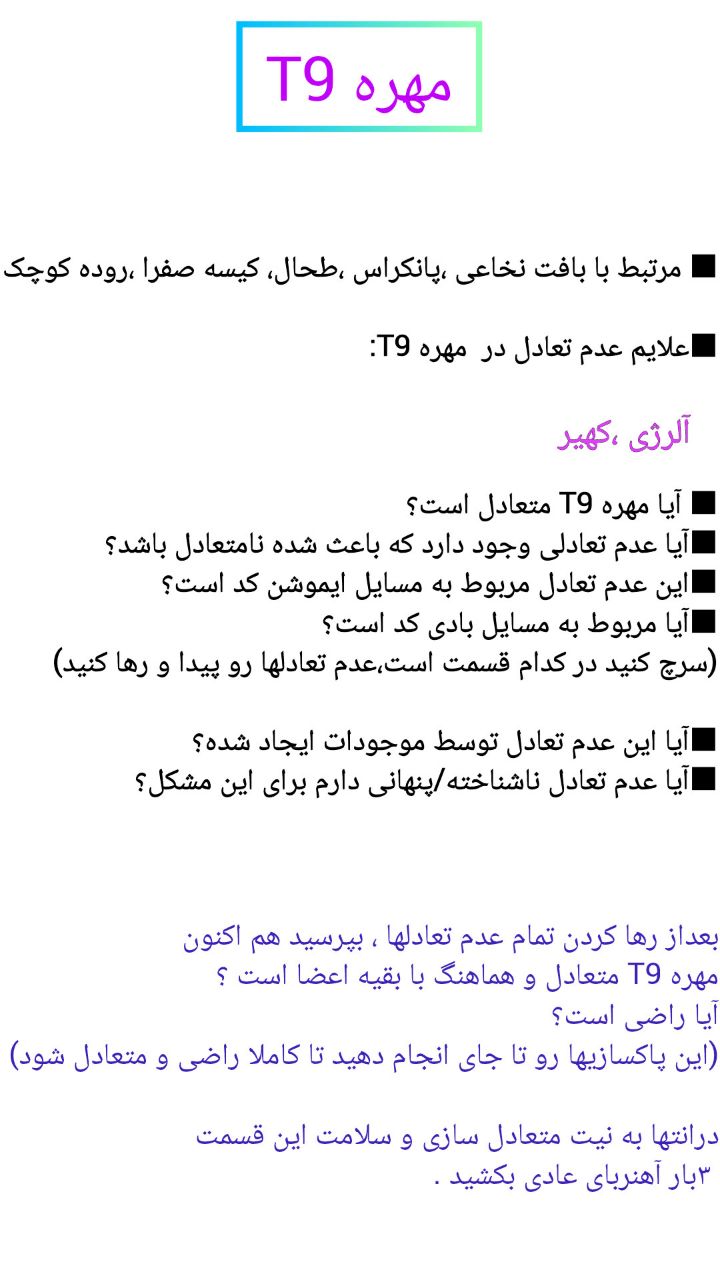 مهره T9
■ مرتبط با بافت نخاعی ،پانکراس ،طحال، کیسه صفرا ،روده کوچک
■علایم عدم تعادل در مهره T9:
آلرژی ،کهیر
■ آیا مهره T9 متعادل است؟
■آیا عدم تعادلی وجود دارد که باعث شده نامتعادل باشد؟
■این عدم تعادل مربوط به مسایل ایموشن کد است؟
■آیا مربوط به مسایل بادی کد است؟
(سرچ کنید در کدام قسمت است،عدم تعادلها رو پیدا و رها کنید)
■آیا این عدم تعادل توسط موجودات ایجاد شده؟
■آیا عدم تعادل ناشناخته/پنهانی دارم برای این مشکل؟
بعداز رها کردن تمام عدم تعادلها ، بپرسید هم اکنون
مهره T9 متعادل و هماهنگ با بقیه اعضا است ؟
آیا راضی است؟
(این پاکسازیها رو تا جای انجام دهید تا کاملا راضی و متعادل شود)
درانتها به نیت متعادل سازی و سلامت این قسمت
۳بار آهنربای عادی بکشید .